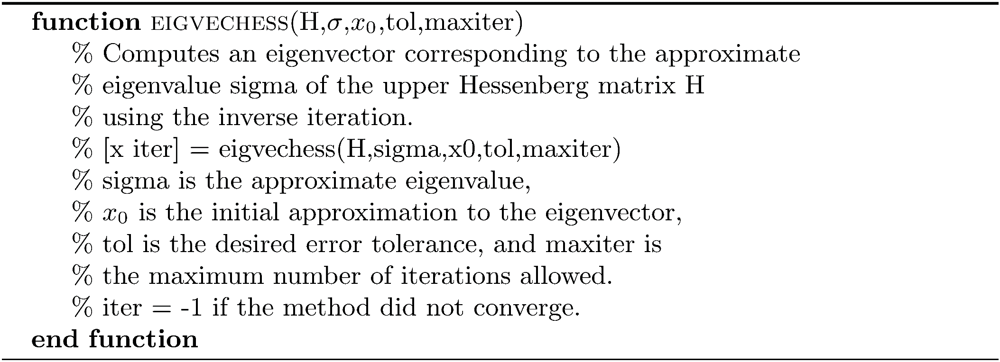 function EIGVECHESS(H,σ,x₀,tol,maxiter)
% Computes an eigenvector corresponding to the approximate
% eigenvalue sigma of the upper Hessenberg matrix H
% using the inverse iteration.
% [x iter] = eigvechess(H,sigma,x0,tol,maxiter)
% sigma is the approximate eigenvalue,
% x₀ is the initial approximation to the eigenvector,
% tol is the desired error tolerance, and maxiter is
% the maximum number of iterations allowed.
% iter = -1 if the method did not converge.
end function